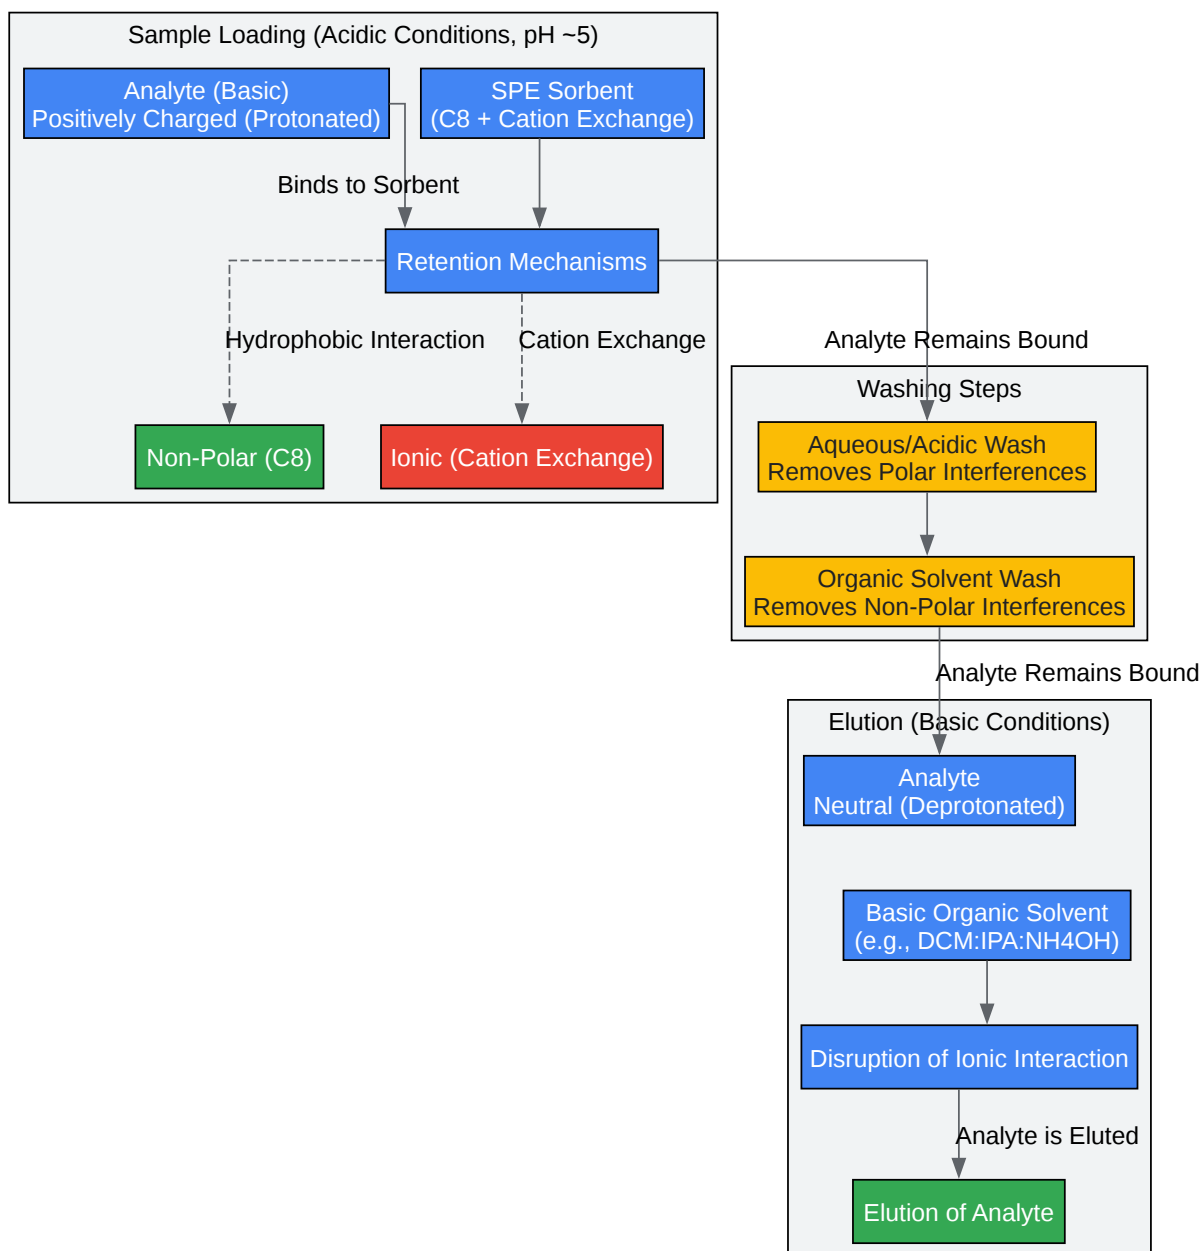 Sample Loading (Acidic Conditions, pH ~5)
Analyte (Basic)
Positively Charged (Protonated)
SPE Sorbent
(C8 + Cation Exchange)
Binds to Sorbent
Retention Mechanisms
Hydrophobic Interaction
Cation Exchange
Analyte Remains Bound
Non-Polar (C8)
Ionic (Cation Exchange)
Washing Steps
Aqueous/Acidic Wash
Removes Polar Interferences
Organic Solvent Wash
Removes Non-Polar Interferences
Analyte Remains Bound
Elution (Basic Conditions)
Analyte
Neutral (Deprotonated)
Basic Organic Solvent
(e.g., DCM:IPA:NH4OH)
Disruption of Ionic Interaction
Analyte is Eluted
Elution of Analyte